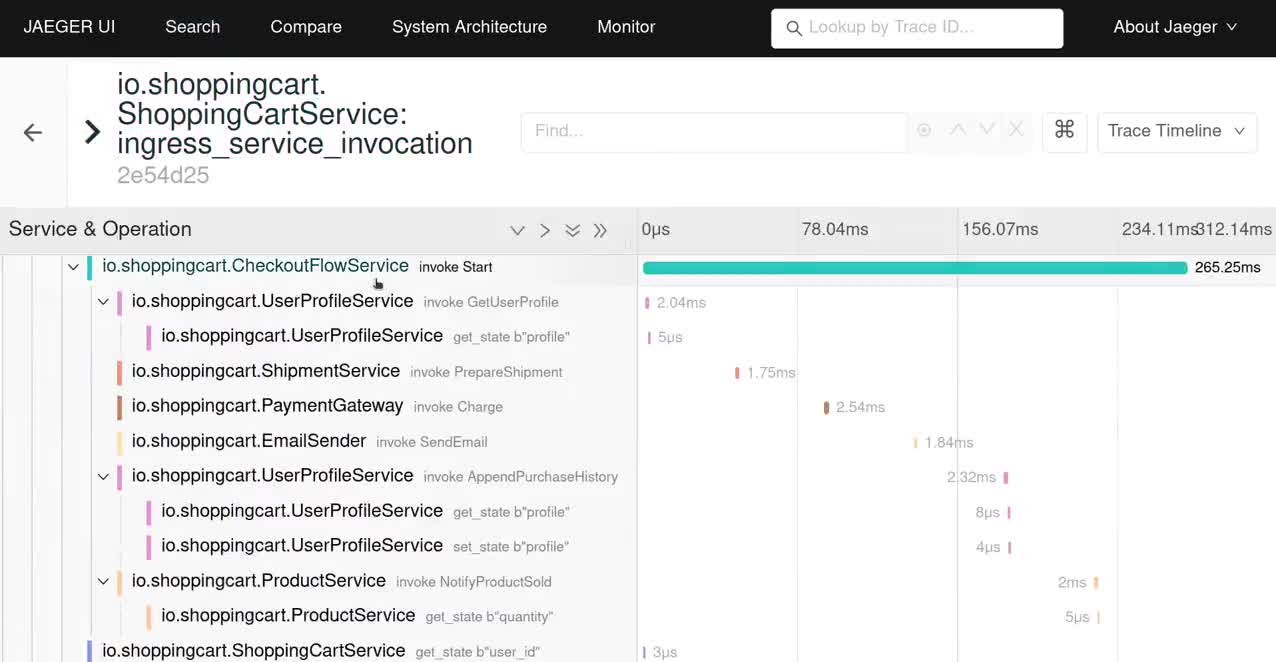 JAEGER UI Search Compare System Architecture Monitor Lookup by Trace ID... About Jaeger
io.shoppingcart.
ShoppingCartService:
ingress_service_invocation
2e54d25
Find...
Trace Timeline
Service & Operation 0μs 78.04ms 156.07ms 234.11ms 312.14ms
io.shoppingcart.CheckoutFlowService invoke Start 265.25ms
io.shoppingcart.UserProfileService invoke GetUserProfile 2.04ms
io.shoppingcart.UserProfileService get_state b"profile" 5μs
io.shoppingcart.ShipmentService invoke PrepareShipment 1.75ms
io.shoppingcart.PaymentGateway invoke Charge 2.54ms
io.shoppingcart.EmailSender invoke SendEmail 1.84ms
io.shoppingcart.UserProfileService invoke AppendPurchaseHistory 2.32ms
io.shoppingcart.UserProfileService get_state b"profile" 8μs
io.shoppingcart.UserProfileService set_state b"profile" 4μs
io.shoppingcart.ProductService invoke NotifyProductSold 2ms
io.shoppingcart.ProductService get_state b"quantity" 5μs
io.shoppingcart.ShoppingCartService get_state b"user_id" 3μs